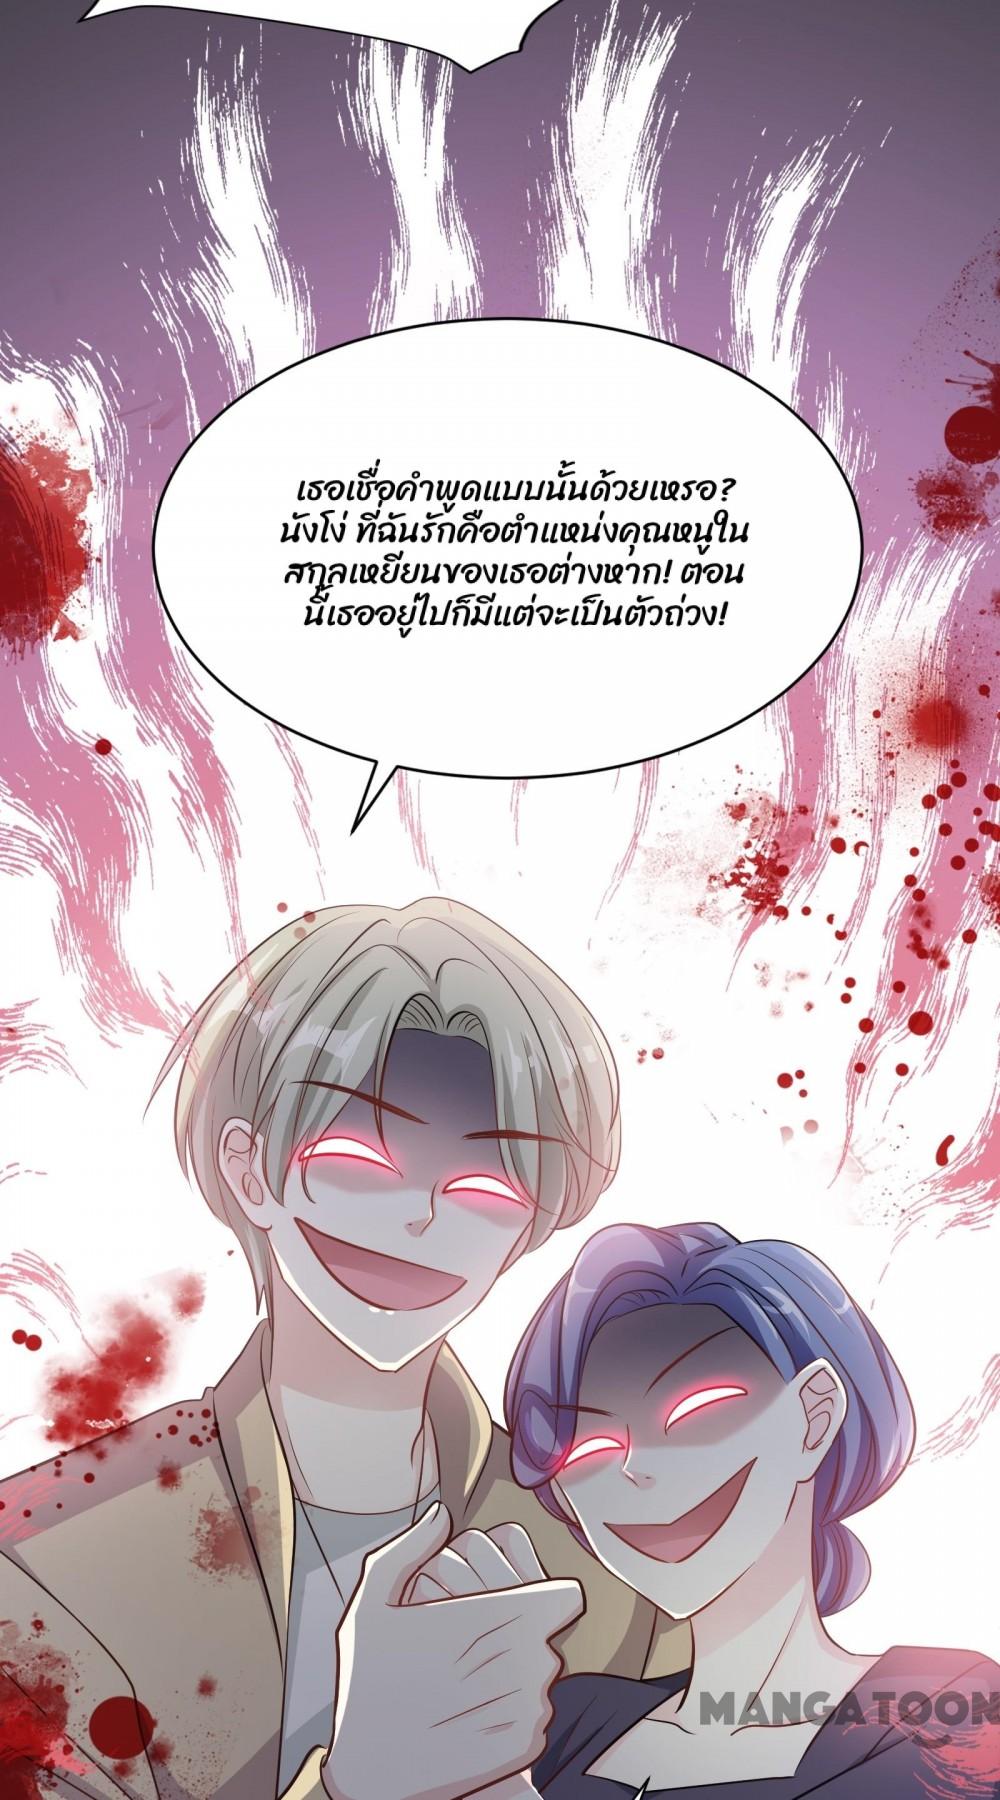 เธอเชื่อคำพูดแบบนั้นด้วยเหรอ?
นังโง่ ที่ฉันรักคือตำแหน่งคุณหนูใน
สกุลเหยียนของเธอต่างหาก! ตอน
นี้เธออยู่ไปก็มีแต่จะเป็นตัวถ่วง!
MANGATOON